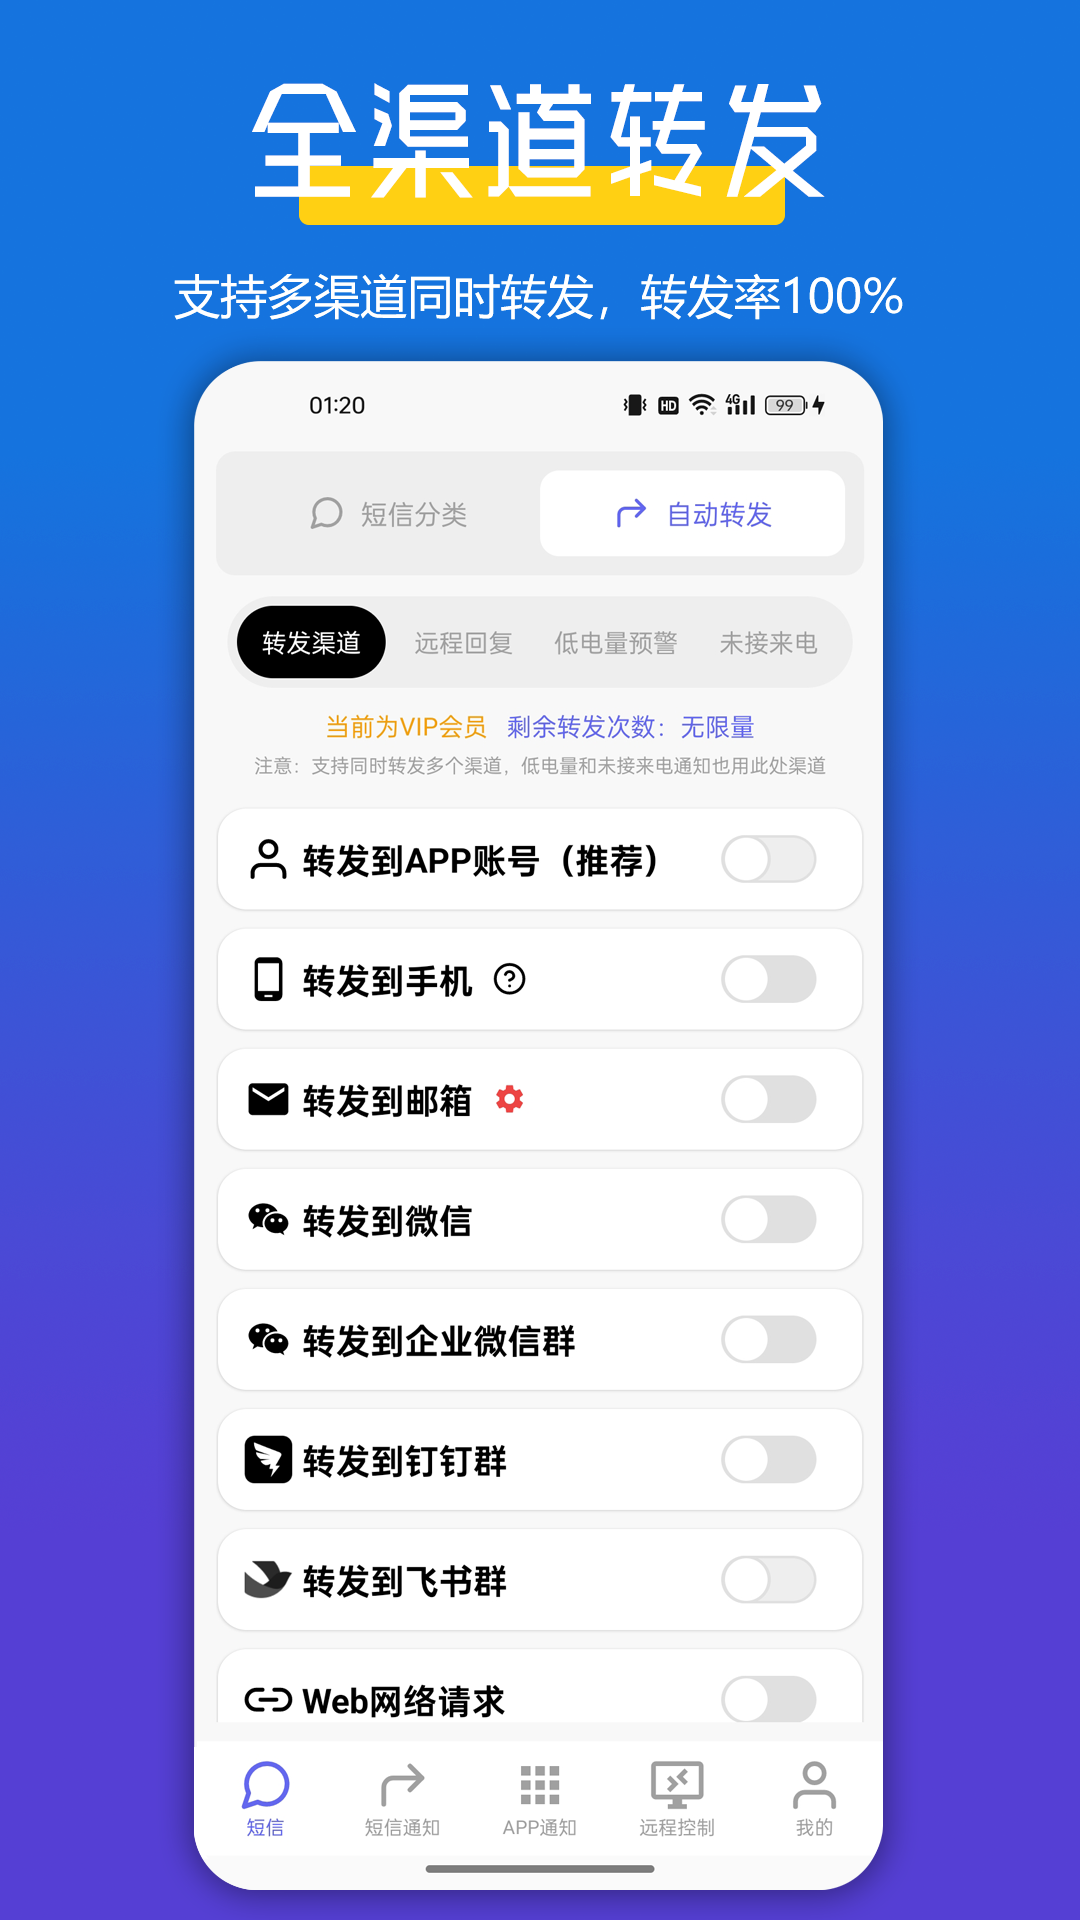 全渠道转发
支持多渠道同时转发，转发率100%
01:20 HD 4G 99
短信分类 自动转发
转发渠道 远程回复 低电量预警 未接来电
当前为VIP会员 剩余转发次数：无限量
注意：支持同时转发多个渠道，低电量和未接来电通知也用此处渠道
转发到APP账号（推荐）
转发到手机 ?
转发到邮箱
转发到微信
转发到企业微信群
转发到钉钉群
转发到飞书群
Web网络请求
短信 短信通知 APP通知 远程控制 我的